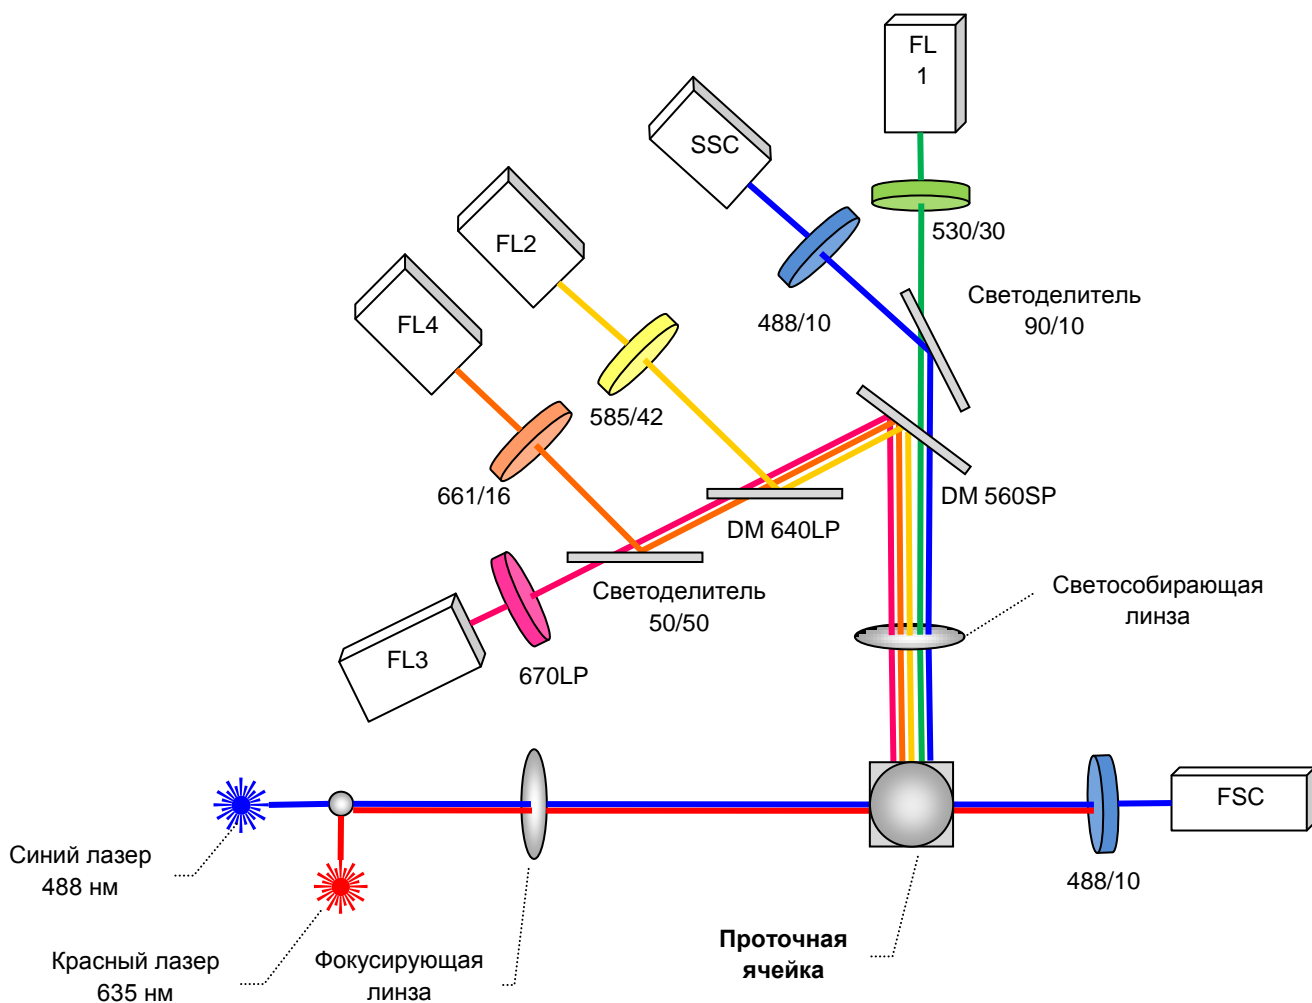 FL
1
SSC
530/30
FL2
488/10
Светоделитель
90/10
FL4
585/42
661/16
DM 560SP
DM 640LP
Светоделитель
50/50
Светособирающая
линза
FL3
670LP
FSC
Синий лазер
488 нм
488/10
Проточная
ячейка
Красный лазер
635 нм
Фокусирующая
линза